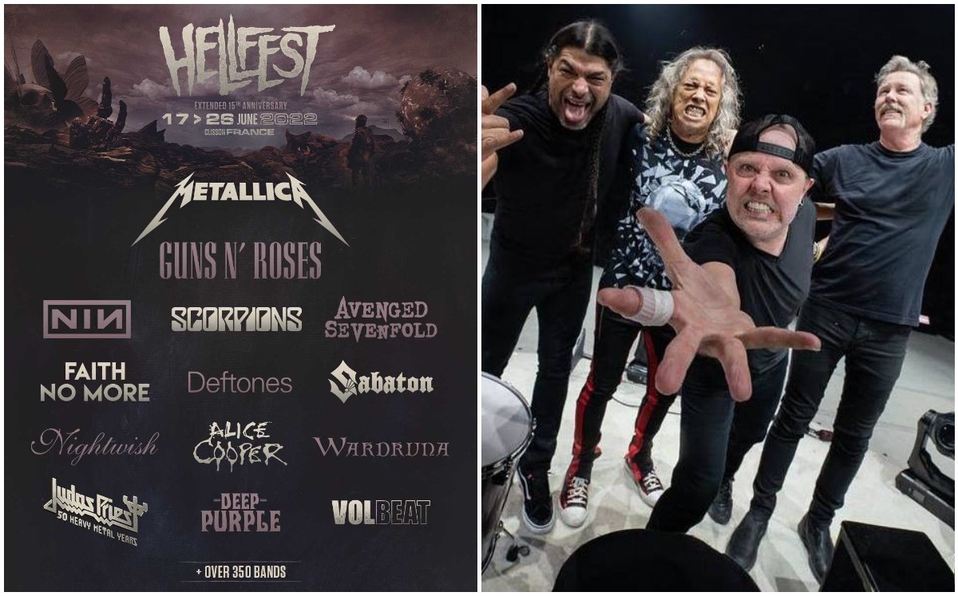 HELLFEST
EXTENDED 15TH ANNIVERSARY
17 > 26 JUNE 2022
CLISSON FRANCE
METALLICA
GUNS N' ROSES
NIN
SCORPIONS
AVENGED
SEVENFOLD
FAITH
NO MORE
Deftones
Sabaton
Nightwish
ALICE
COOPER
WARDRUNA
Judas Priest
50 HEAVY METAL YEARS
DEEP
PURPLE
VOLBEAT
+ OVER 350 BANDS